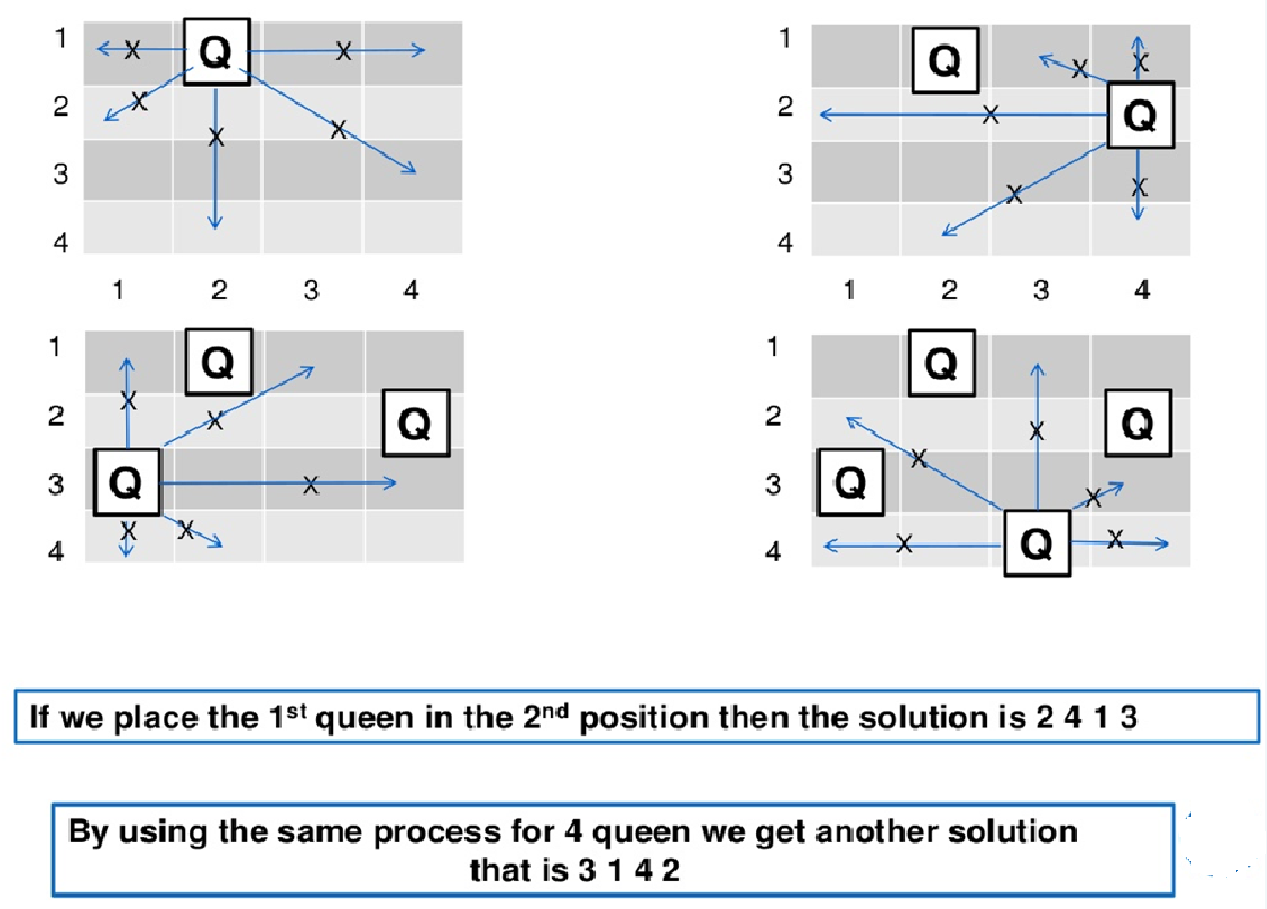 1 X Q X
2 X X X
3
4
1 2 3 4
1 Q X X
2 X Q
3 X X
4
1 2 3 4
1 Q
2 X X Q
3 Q X
4 X X
1 Q
2 X X Q
3 Q X
4 X Q X
If we place the 1st queen in the 2nd position then the solution is 2 4 1 3
By using the same process for 4 queen we get another solution
that is 3 1 4 2